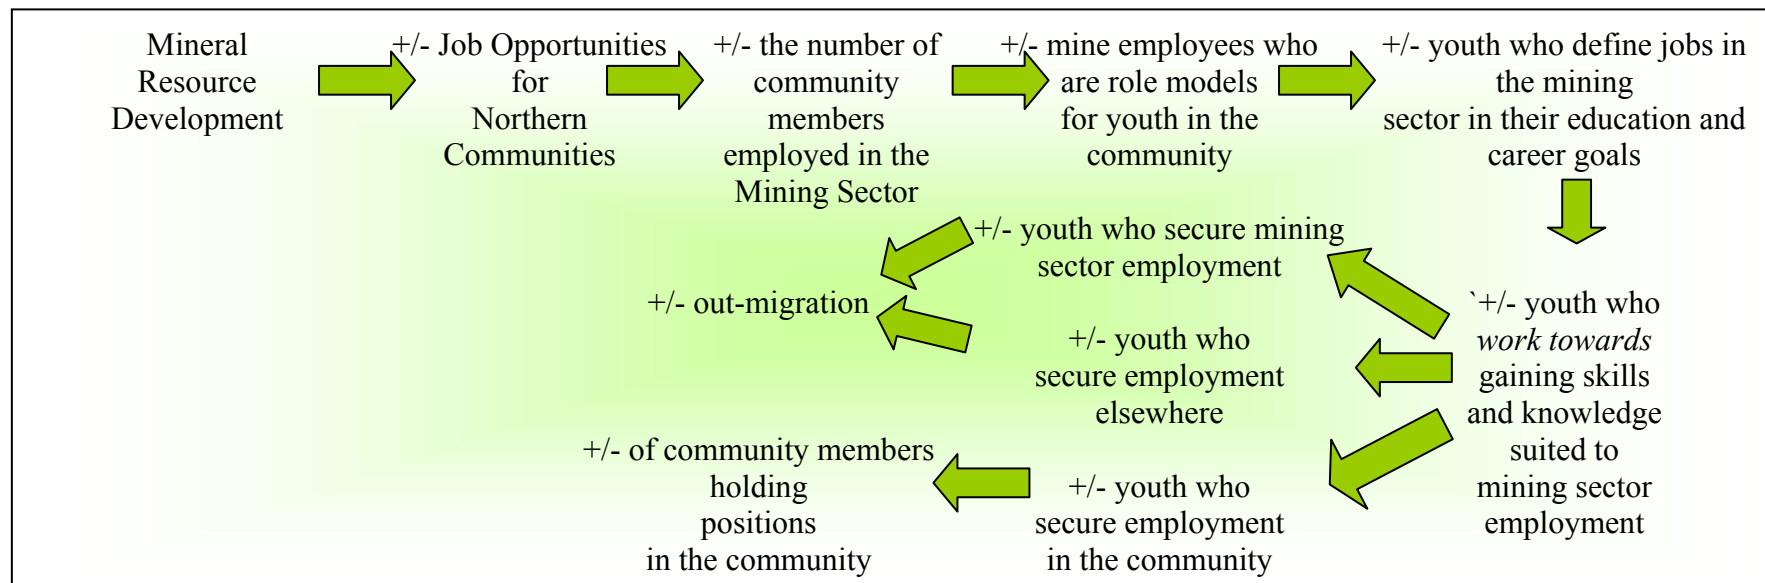 Mineral
Resource
Development
+/- Job Opportunities
for
Northern
Communities
+/- the number of
community
members
employed in the
Mining Sector
+/- mine employees who
are role models
for youth in the
community
+/- youth who define jobs in
the mining
sector in their education and
career goals
`+/- youth who
work towards
gaining skills
and knowledge
suited to
mining sector
employment
+/- youth who secure mining
sector employment
+/- youth who
secure employment
elsewhere
+/- out-migration
+/- youth who
secure employment
in the community
+/- of community members
holding
positions
in the community